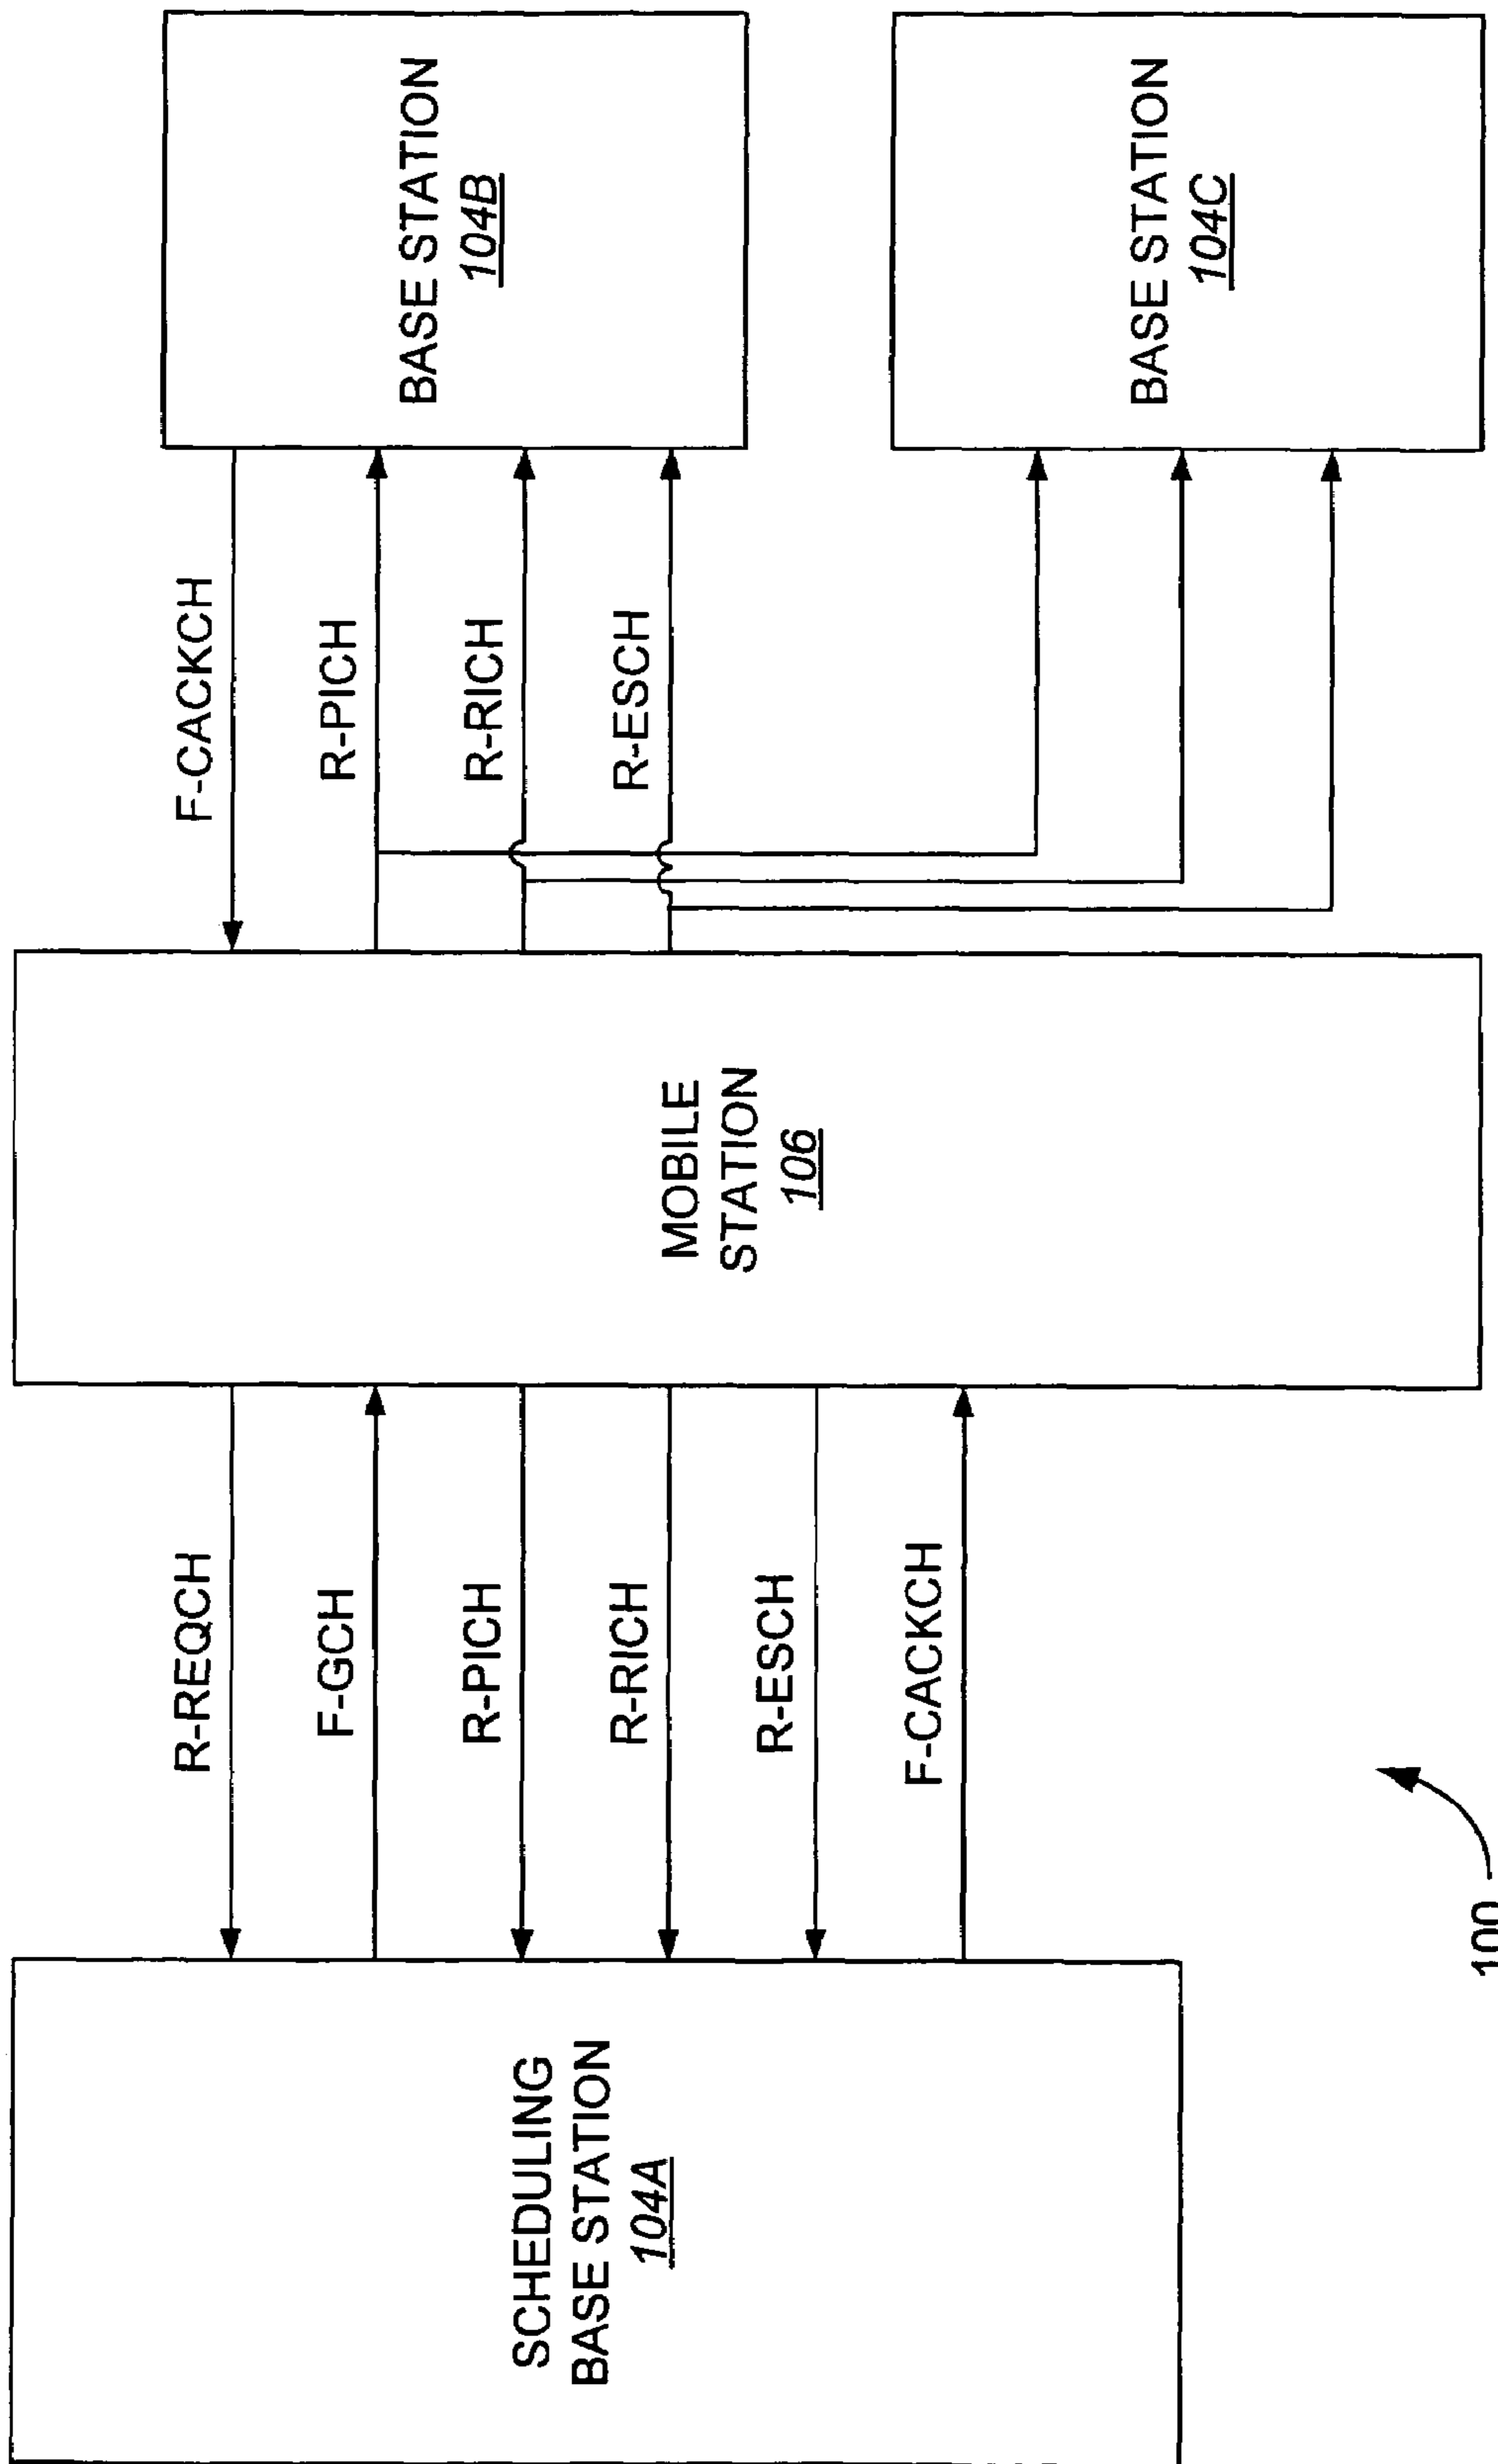 SCHEDULING
BASE STATION
104A
R-REQCH
F-GCH
R-PICH
R-RICH
R-ESCH
F-CACKCH
MOBILE
STATION
106
F-CACKCH
R-PICH
R-RICH
R-ESCH
BASE STATION
104B
BASE STATION
104C
100